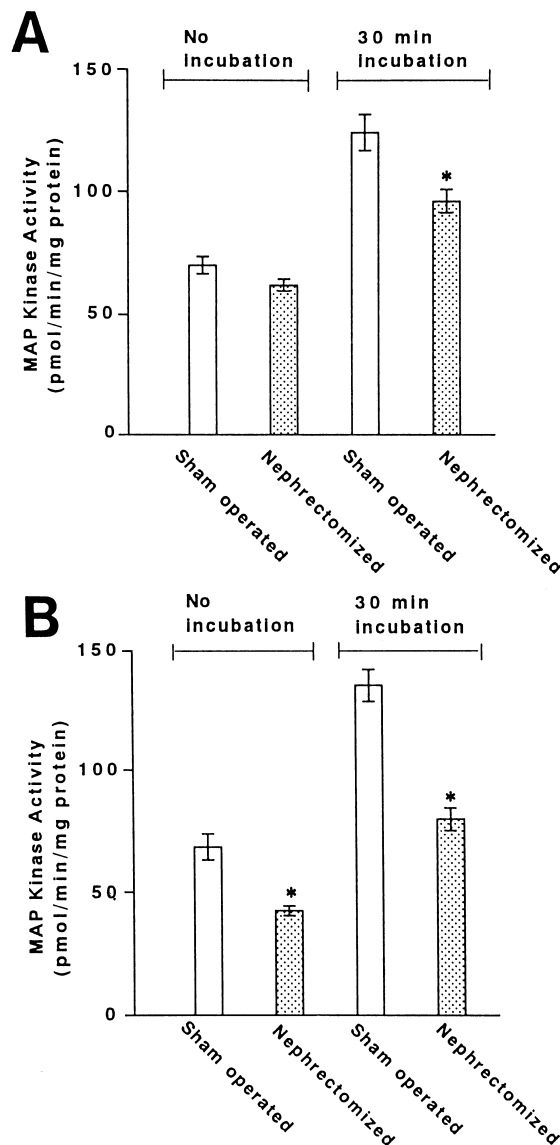 A
No
incubation
30 min
incubation
MAP Kinase Activity
(pmol/min/mg protein)
150
100
50
0
*
Sham operated
Nephrectomized
Sham operated
Nephrectomized
B
No
incubation
30 min
incubation
MAP Kinase Activity
(pmol/min/mg protein)
150
100
50
0
*
*
Sham operated
Nephrectomized
Sham operated
Nephrectomized